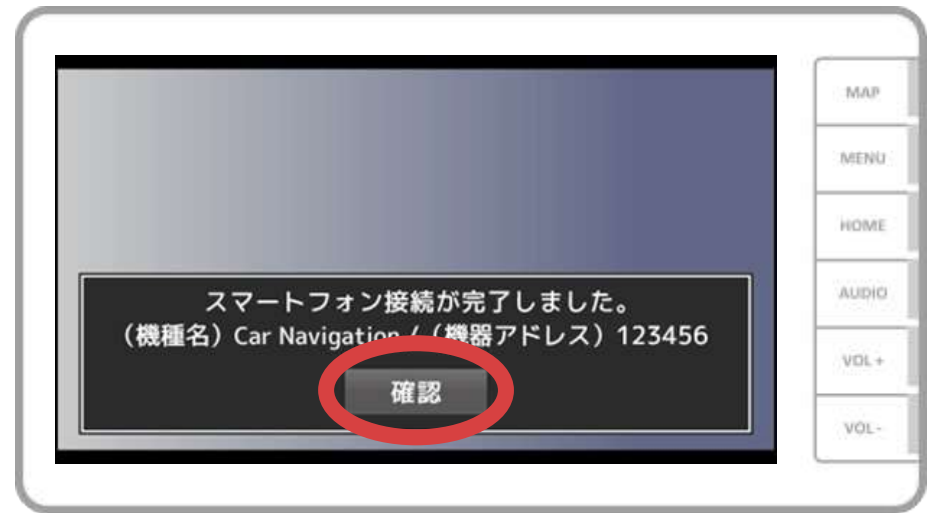 スマートフォン接続が完了しました。
（機種名）Car Navigation /（機器アドレス）123456
確認
MAP
MENU
HOME
AUDIO
VOL +
VOL -